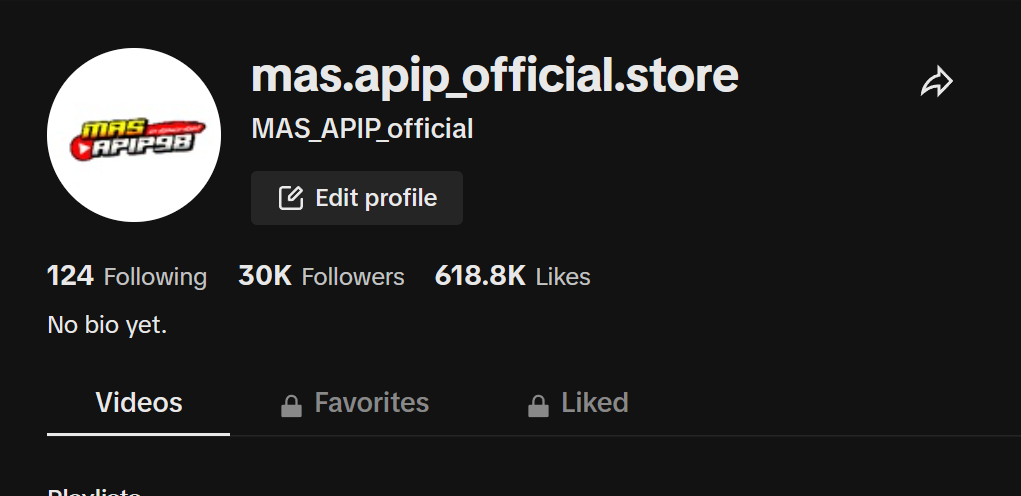 MAS
APIP98
mas.apip_official.store
MAS_APIP_official
Edit profile
124 Following 30K Followers 618.8K Likes
No bio yet.
Videos Favorites Liked
Playlists